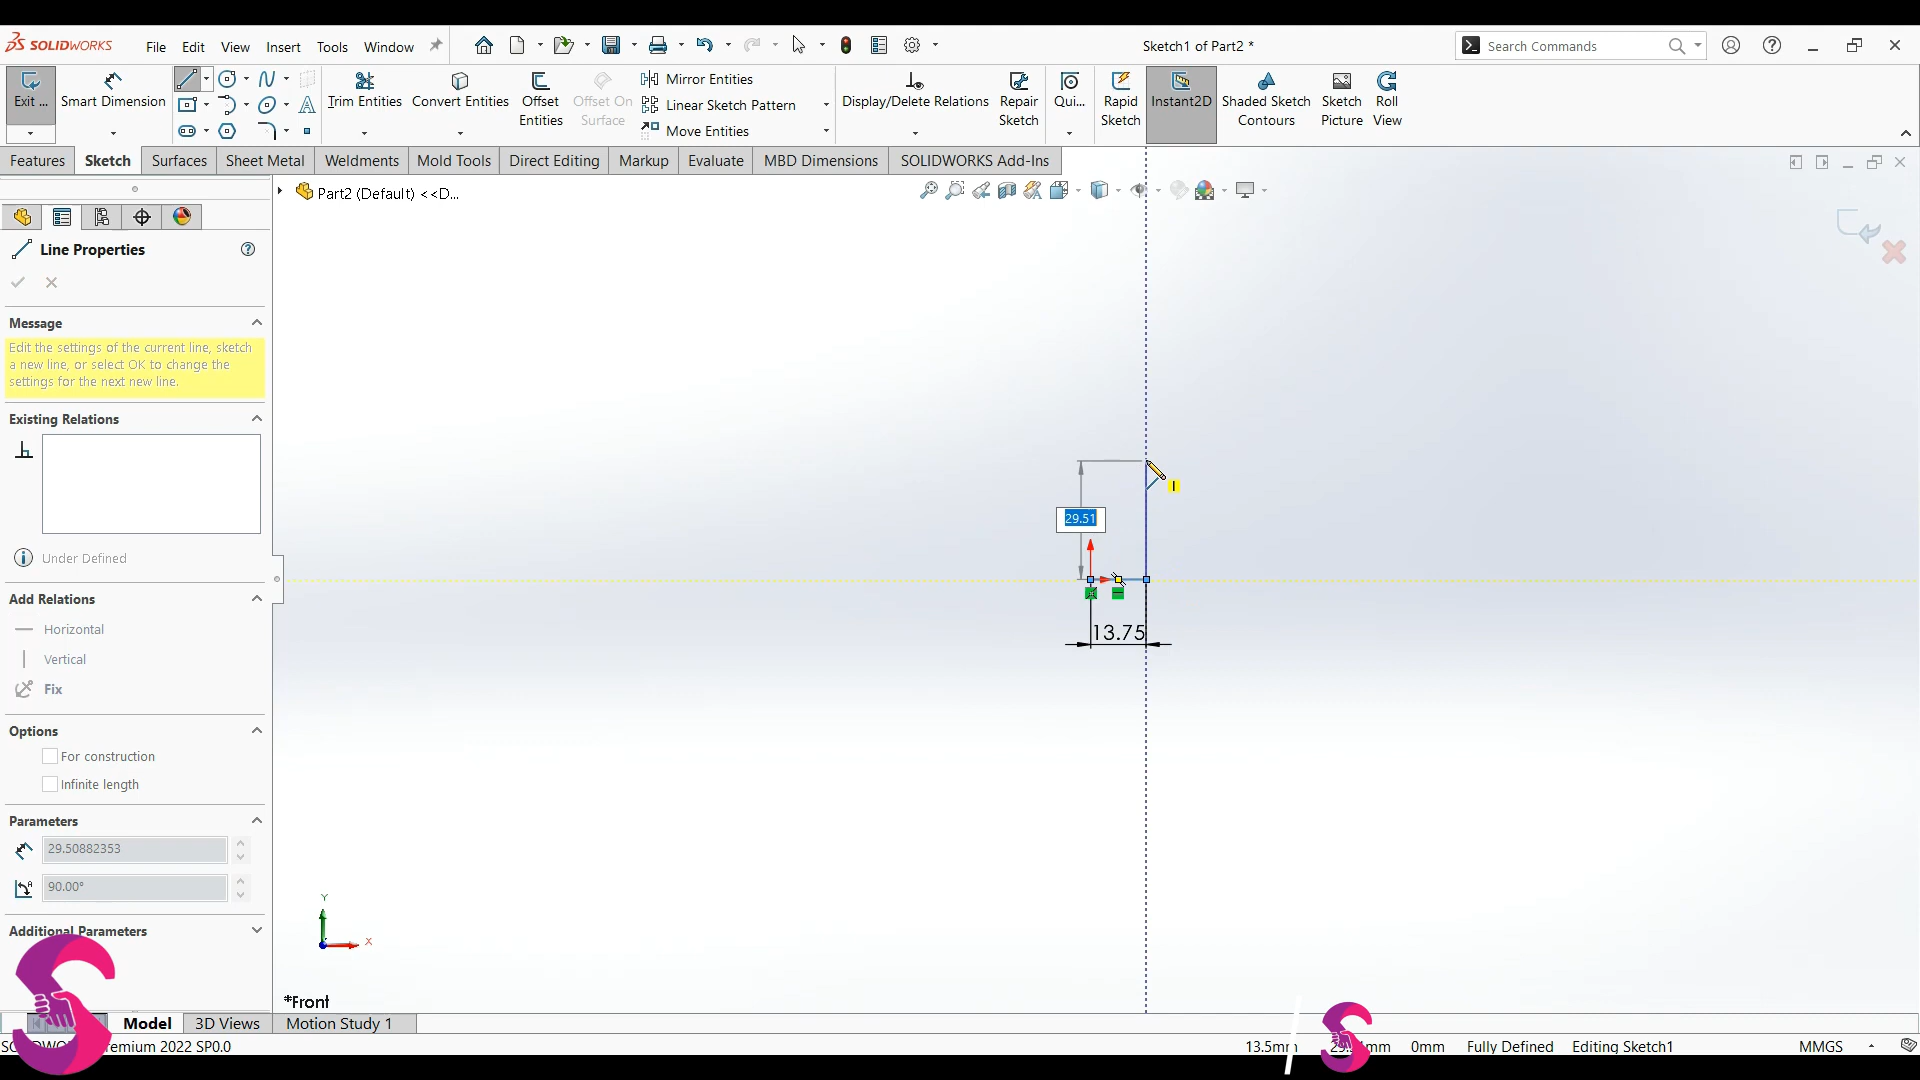 SOLIDWORKS File Edit View Insert Tools Window Sketch1 of Part2 * Search Commands
Exit ... Smart Dimension Trim Entities Convert Entities Offset Entities Offset On Surface Mirror Entities Linear Sketch Pattern Move Entities Display/Delete Relations Repair Sketch Qui... Rapid Sketch Instant2D Shaded Sketch Contours Sketch Picture Roll View
Features Sketch Surfaces Sheet Metal Weldments Mold Tools Direct Editing Markup Evaluate MBD Dimensions SOLIDWORKS Add-Ins
Part2 (Default) <<D...
Line Properties
Message
Edit the settings of the current line, sketch
a new line, or select OK to change the
settings for the next new line.
Existing Relations
Under Defined
Add Relations
Horizontal
Vertical
Fix
Options
For construction
Infinite length
Parameters
29.50882353
90.00°
Additional Parameters
29.51
13.75
Y
X
*Front
Model 3D Views Motion Study 1
Premium 2022 SP0.0 0mm Fully Defined Editing Sketch1 MMGS